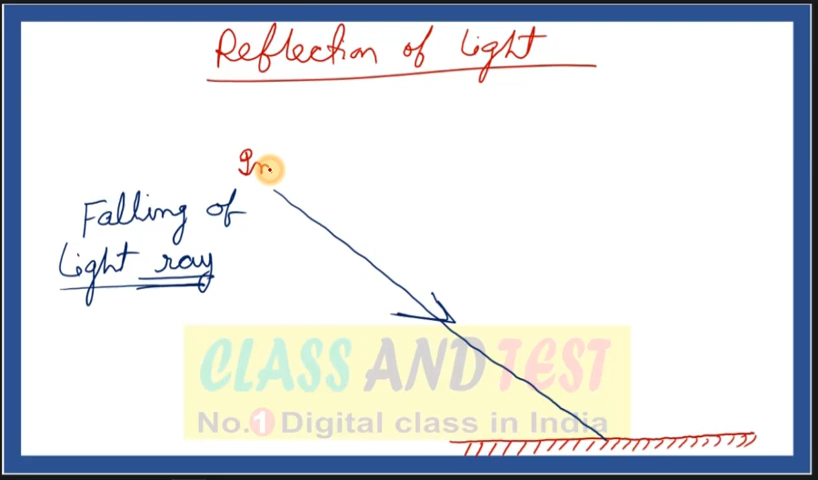 Reflection of Light
In
Falling of
Light ray
CLASS AND TEST
No.1 Digital class in India